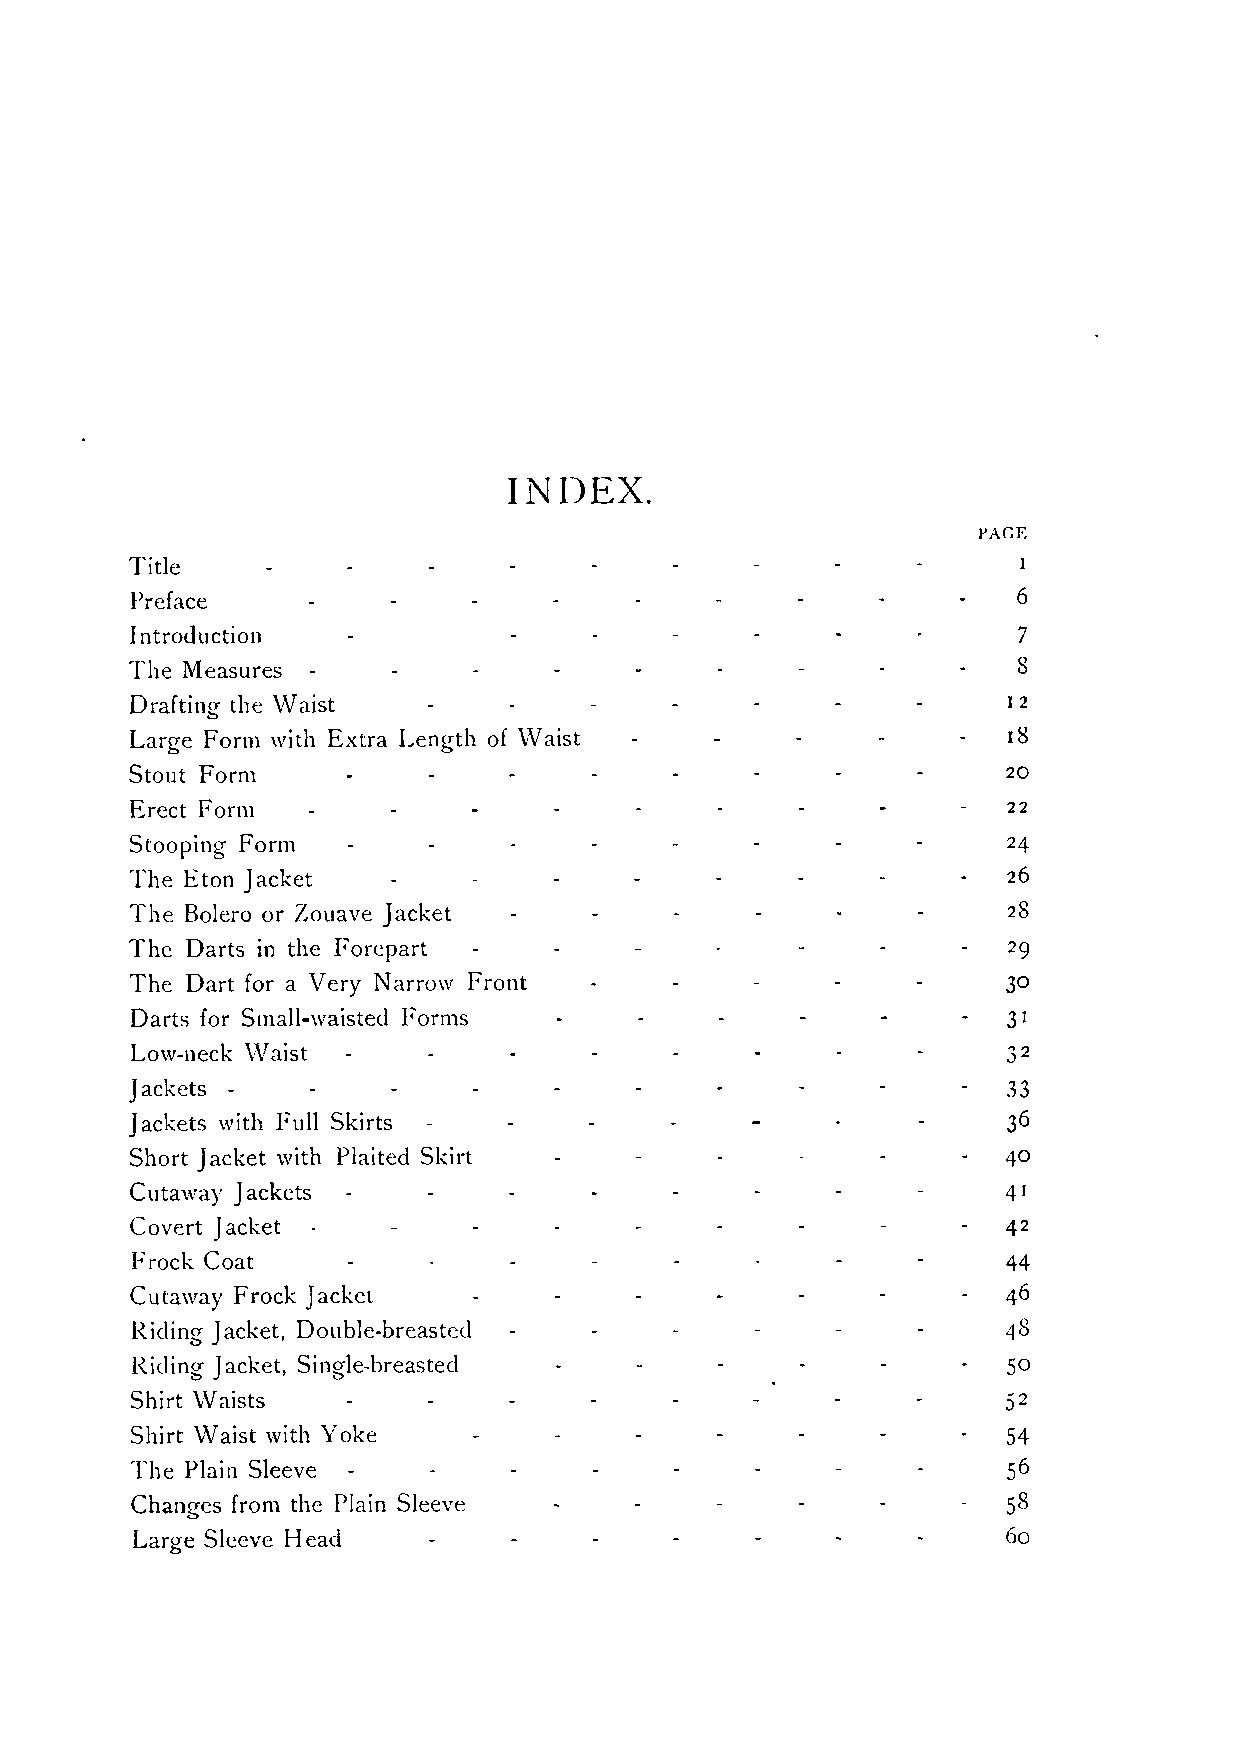 INDEX.
PAGE
Title - - - - - - - - - 1
Preface - - - - - - - - - 6
Introduction - - - - - - - 7
The Measures - - - - - - - - - 8
Drafting the Waist - - - - - - - 12
Large Form with Extra Length of Waist - - - - - 18
Stout Form - - - - - - - - 20
Erect Form - - - - - - - - - 22
Stooping Form - - - - - - - - 24
The Eton Jacket - - - - - - - - 26
The Bolero or Zouave Jacket - - - - - - 28
The Darts in the Forepart - - - - - - - 29
The Dart for a Very Narrow Front - - - - - 30
Darts for Small-waisted Forms - - - - - - 31
Low-neck Waist - - - - - - - - 32
Jackets - - - - - - - - - - 33
Jackets with Full Skirts - - - - - - - 36
Short Jacket with Plaited Skirt - - - - - - 40
Cutaway Jackets - - - - - - - - 41
Covert Jacket - - - - - - - - - 42
Frock Coat - - - - - - - - 44
Cutaway Frock Jacket - - - - - - - 46
Riding Jacket, Double-breasted - - - - - - 48
Riding Jacket, Single-breasted - - - - - - 50
Shirt Waists - - - - - - - - 52
Shirt Waist with Yoke - - - - - - - 54
The Plain Sleeve - - - - - - - - 56
Changes from the Plain Sleeve - - - - - - 58
Large Sleeve Head - - - - - - - 60